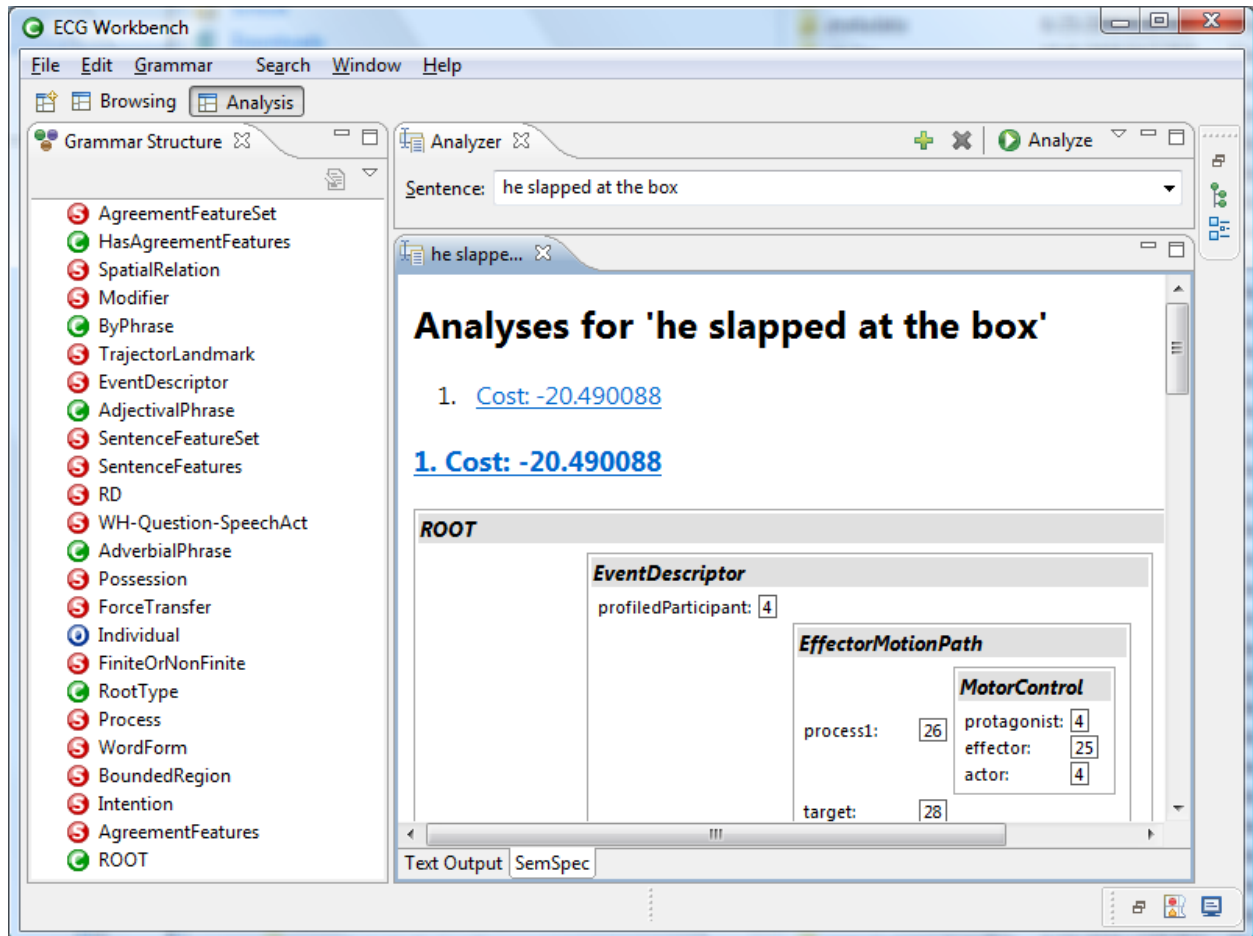 ECG Workbench
File Edit Grammar Search Window Help
Browsing Analysis
Grammar Structure
AgreementFeatureSet
HasAgreementFeatures
SpatialRelation
Modifier
ByPhrase
TrajectorLandmark
EventDescriptor
AdjectivalPhrase
SentenceFeatureSet
SentenceFeatures
RD
WH-Question-SpeechAct
AdverbialPhrase
Possession
ForceTransfer
Individual
FiniteOrNonFinite
RootType
Process
WordForm
BoundedRegion
Intention
AgreementFeatures
ROOT
Analyzer Analyze
Sentence: he slapped at the box
he slappe...
Analyses for 'he slapped at the box'
1. Cost: -20.490088
1. Cost: -20.490088
ROOT
EventDescriptor
profiledParticipant: 4
EffectorMotionPath
MotorControl
process1: 26
protagonist: 4
effector: 25
actor: 4
target: 28
Text Output SemSpec